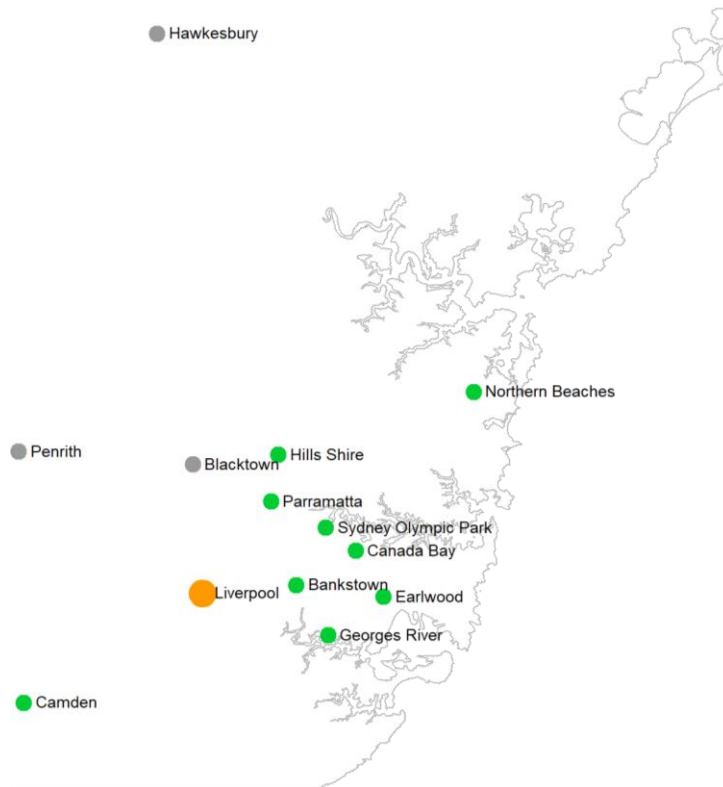 Hawkesbury
Northern Beaches
Penrith
Hills Shire
Blacktown
Parramatta
Sydney Olympic Park
Canada Bay
Bankstown
Liverpool
Earlwood
Georges River
Camden